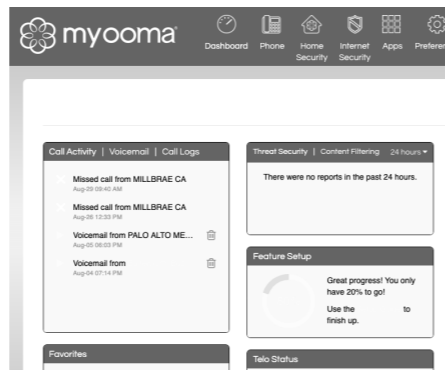 myooma
Dashboard
Phone
Home
Security
Internet
Security
Apps
Preferen
Call Activity | Voicemail | Call Logs
Missed call from MILLBRAE CA
Aug-29 09:40 AM
Missed call from MILLBRAE CA
Aug-26 12:33 PM
Voicemail from PALO ALTO ME...
Aug-05 06:03 PM
Voicemail from
Aug-04 07:14 PM
Favorites
Threat Security | Content Filtering 24 hours
There were no reports in the past 24 hours.
Feature Setup
Great progress! You only
have 20% to go!
Use the to
finish up.
Telo Status